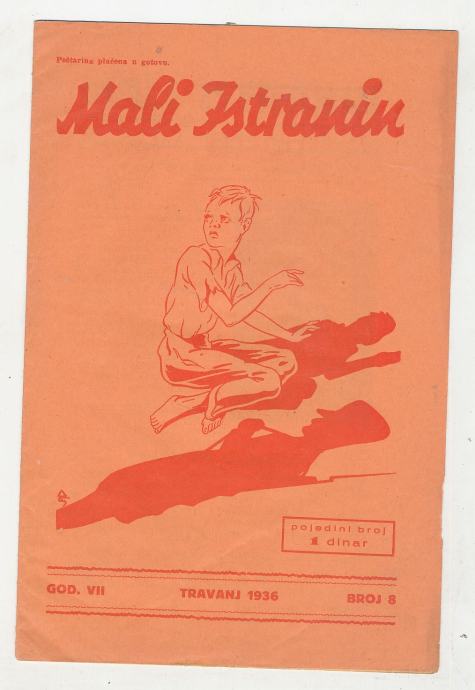 Poštarina plaćena u gotovu.
Mali Istranin
pojedini broj
1 dinar
GOD. VII TRAVANJ 1936 BROJ 8